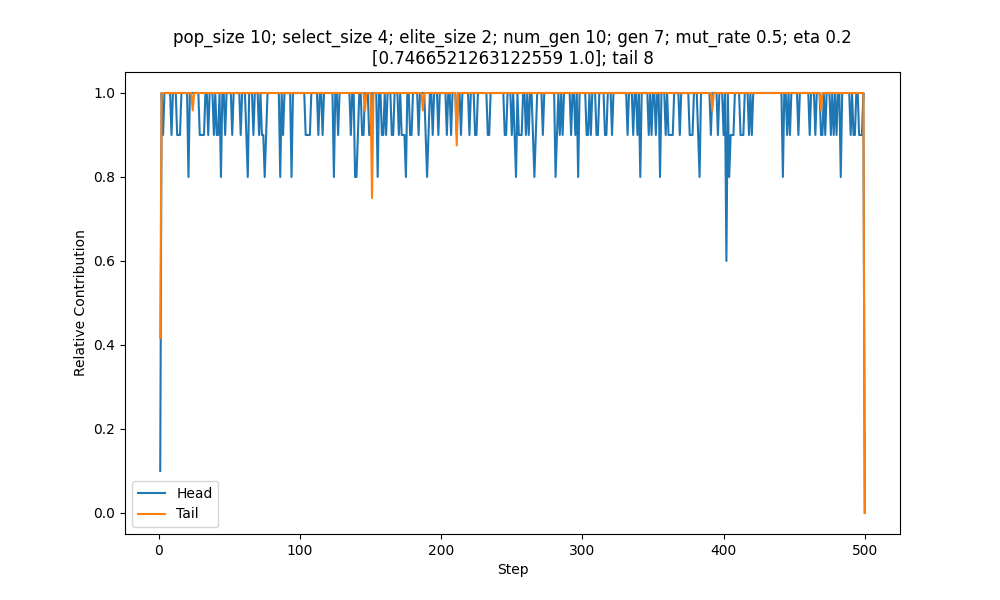 pop_size 10; select_size 4; elite_size 2; num_gen 10; gen 7; mut_rate 0.5; eta 0.2
[0.7466521263122559 1.0]; tail 8
Relative Contribution
1.0
0.8
0.6
0.4
0.2
0.0
Head
Tail
0
100
200
300
400
500
Step